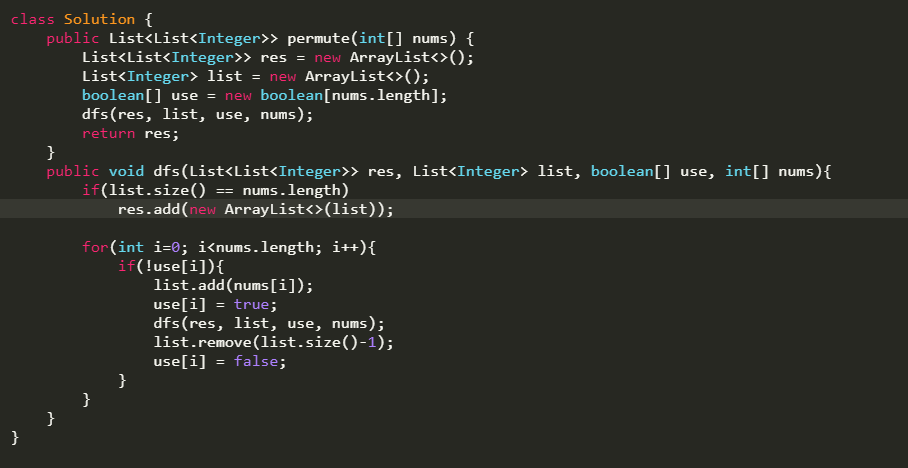 class Solution {
    public List<List<Integer>> permute(int[] nums) {
        List<List<Integer>> res = new ArrayList<>();
        List<Integer> list = new ArrayList<>();
        boolean[] use = new boolean[nums.length];
        dfs(res, list, use, nums);
        return res;
    }
    public void dfs(List<List<Integer>> res, List<Integer> list, boolean[] use, int[] nums){
        if(list.size() == nums.length)
            res.add(new ArrayList<>(list));

        for(int i=0; i<nums.length; i++){
            if(!use[i]){
                list.add(nums[i]);
                use[i] = true;
                dfs(res, list, use, nums);
                list.remove(list.size()-1);
                use[i] = false;
            }
        }
    }
}